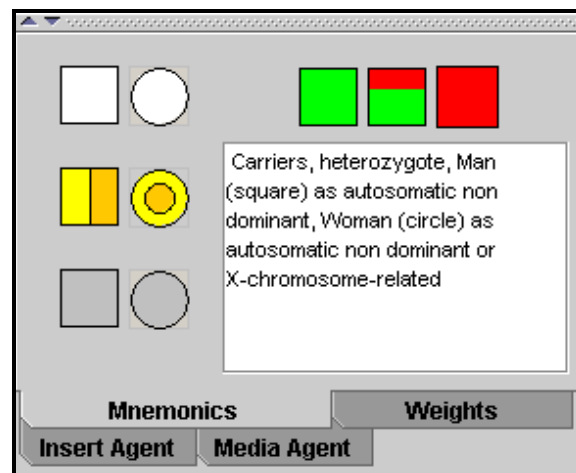 Carriers, heterozygote, Man
(square) as autosomatic non
dominant, Woman (circle) as
autosomatic non dominant or
X-chromosome-related
Mnemonics
Weights
Insert Agent
Media Agent